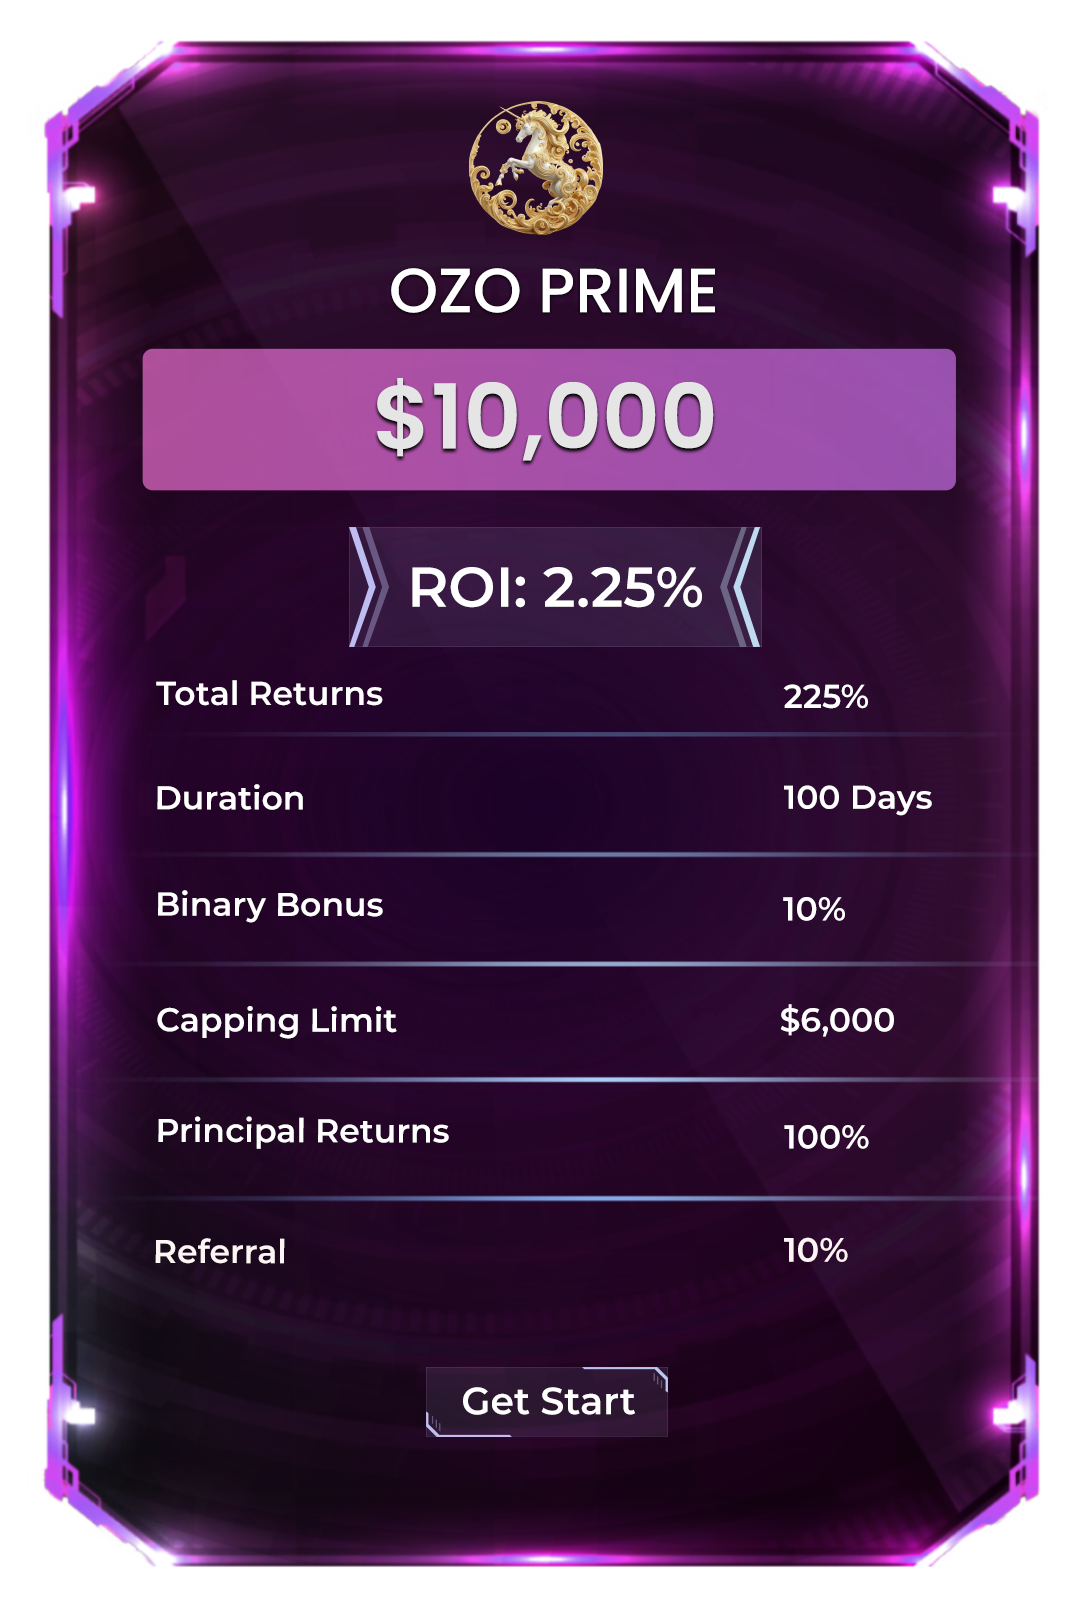 OZO PRIME
$10,000
ROI: 2.25%
Total Returns 225%
Duration 100 Days
Binary Bonus 10%
Capping Limit $6,000
Principal Returns 100%
Referral 10%
Get Start